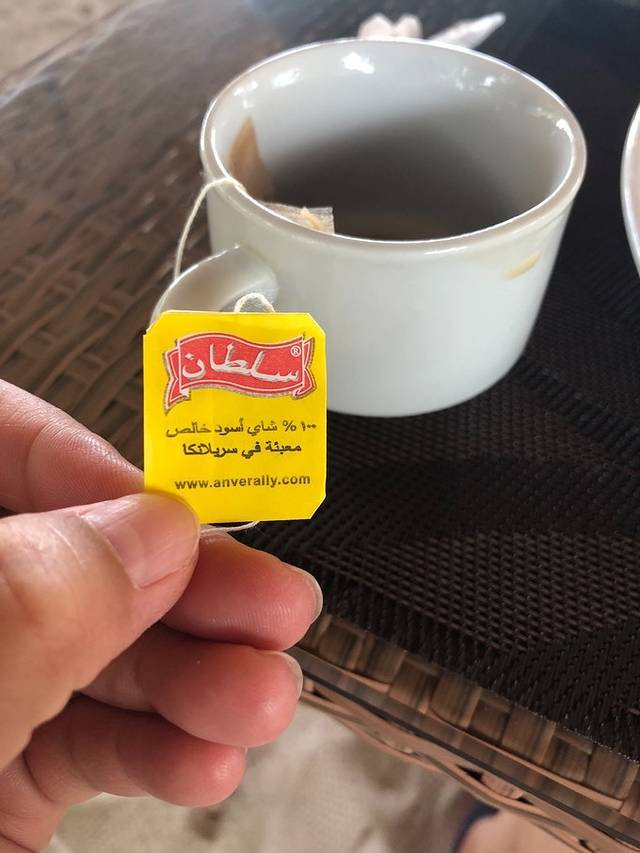 سلطان®
١٠٠% شاي أسود خالص
معبئة في سريلانكا
www.anverally.com